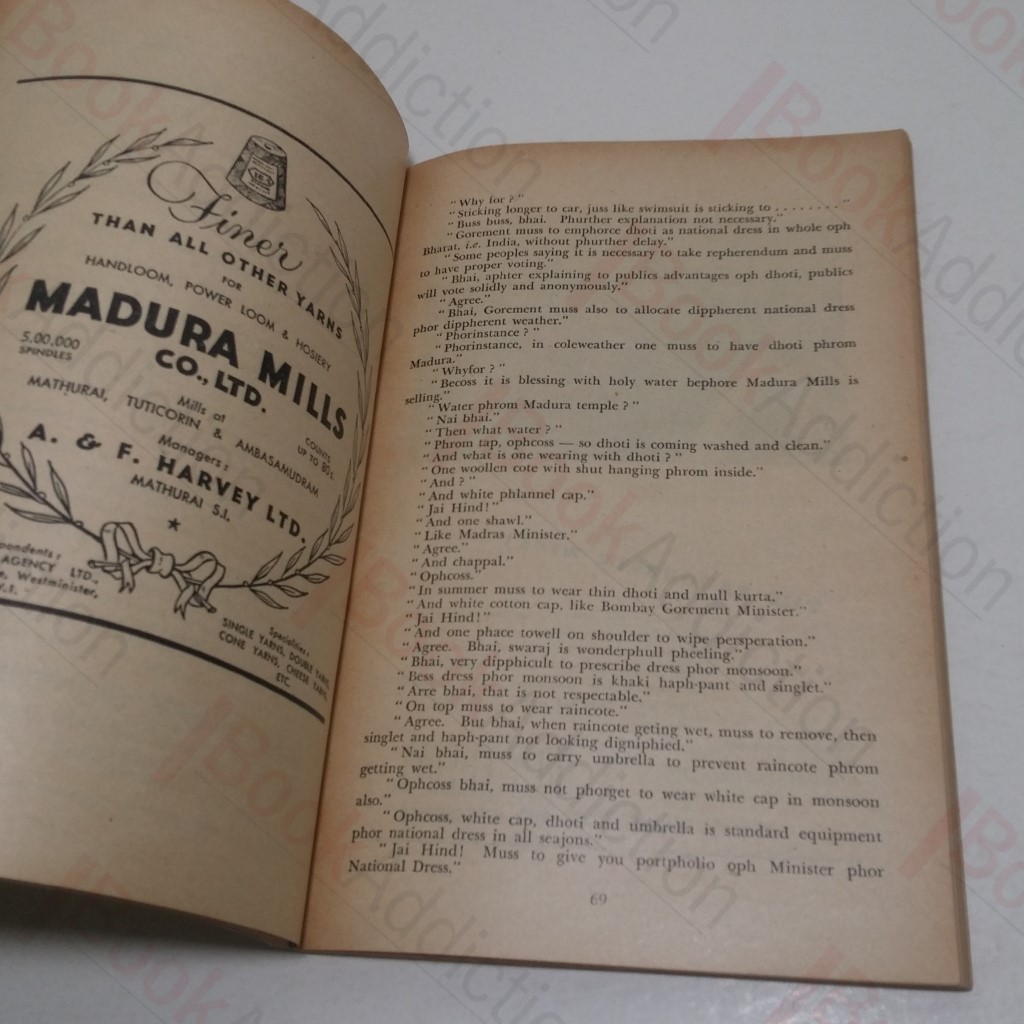 Finer
THAN ALL OTHER YARNS
FOR
HANDLOOM, POWER LOOM & HOSIERY
MADURA MILLS
CO., LTD.
5,00,000
SPINDLES
Mills at
MATHURAI, TUTICORIN & AMBASAMUDRAM
COUNTS
UP TO 80s.
Managers:
A. & F. HARVEY LTD.
MATHURAI S.I.
AGENCY LTD.,
Westminister,
Specialities:
SINGLE YARNS, DOUBLE YARNS
CONE YARNS, CHEESE YARNS
ETC.
"Why for ?"
"Sticking longer to car, juss like swimsuit is sticking to ........"
"Buss buss, bhai. Phurther explanation not necessary."
"Gorement muss to emphorce dhoti as national dress in whole oph
Bharat, i.e. India, without phurther delay."
"Some peoples saying it is necessary to take repherendum and muss
to have proper voting."
"Bhai, aphter explaining to publics advantages oph dhoti, publics
will vote solidly and anonymously."
"Agree."
"Bhai, Gorement muss also to allocate dippherent national dress
phor dippherent weather."
"Phorinstance ?"
"Phorinstance, in coleweather one muss to have dhoti phrom
Madura."
"Whyfor ?"
"Becoss it is blessing with holy water bephore Madura Mills is
selling."
"Water phrom Madura temple ?"
"Nai bhai."
"Then what water ?"
"Phrom tap, ophcoss — so dhoti is coming washed and clean."
"And what is one wearing with dhoti ?"
"One woollen cote with shut hanging phrom inside."
"And ?"
"And white phlannel cap."
"Jai Hind!"
"And one shawl."
"Like Madras Minister."
"Agree."
"And chappal."
"Ophcoss."
"In summer muss to wear thin dhoti and mull kurta."
"And white cotton cap, like Bombay Gorement Minister."
"Jai Hind!"
"And one phace towell on shoulder to wipe persperation."
"Agree. Bhai, swaraj is wonderphull pheeling."
"Bhai, very dipphicult to prescribe dress phor monsoon."
"Bess dress phor monsoon is khaki haph-pant and singlet."
"Arre bhai, that is not respectable."
"On top muss to wear raincote."
"Agree. But bhai, when raincote geting wet, muss to remove, then
singlet and haph-pant not looking digniphied."
"Nai bhai, muss to carry umbrella to prevent raincote phrom
getting wet."
"Ophcoss bhai, muss not phorget to wear white cap in monsoon
also."
"Ophcoss, white cap, dhoti and umbrella is standard equipment
phor national dress in all seajons."
"Jai Hind! Muss to give you portpholio oph Minister phor
National Dress."
69